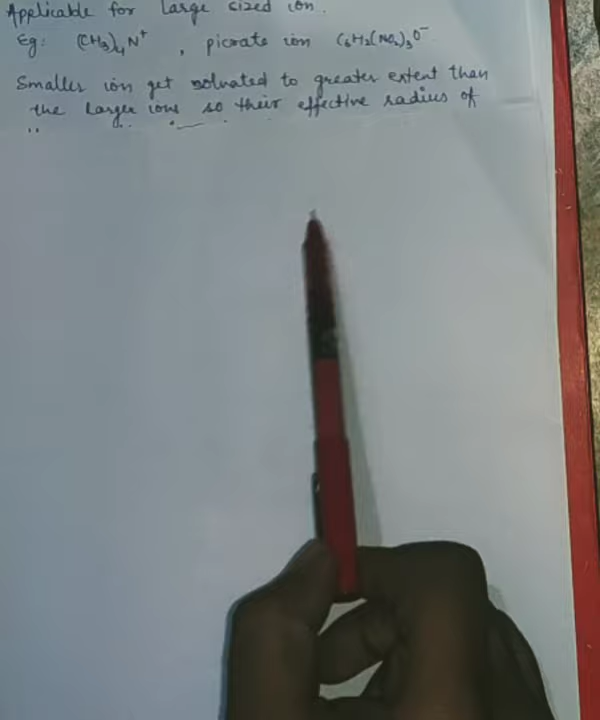 Applicable for Large sized ion.
Eg: (CH3)4N+ , picrate ion C6H2(NO2)3O-
Smaller ion get solvated to greater extent than
the larger ions so their effective radius of